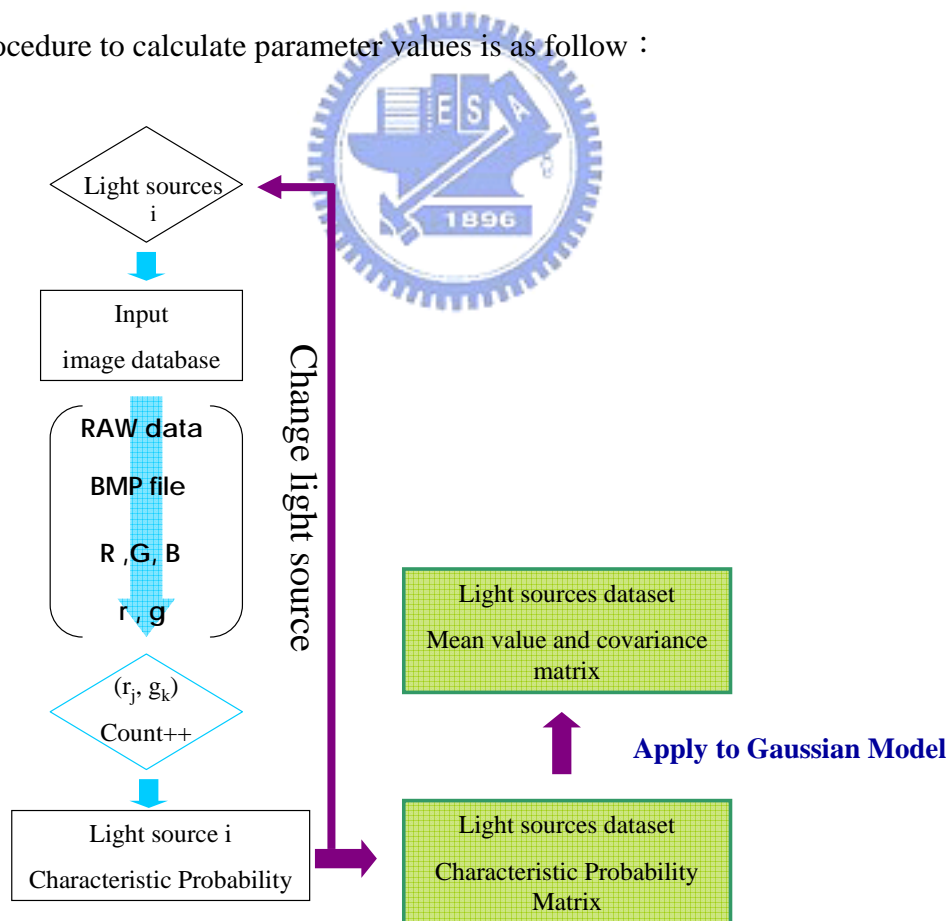 ocedure to calculate parameter values is as follow：
E S A
1896
Light sources
i
Input
image database
RAW data
BMP file
R ,G, B
r , g
(rj, gk)
Count++
Light source i
Characteristic Probability
Change light source
Light sources dataset
Mean value and covariance
matrix
Apply to Gaussian Model
Light sources dataset
Characteristic Probability
Matrix